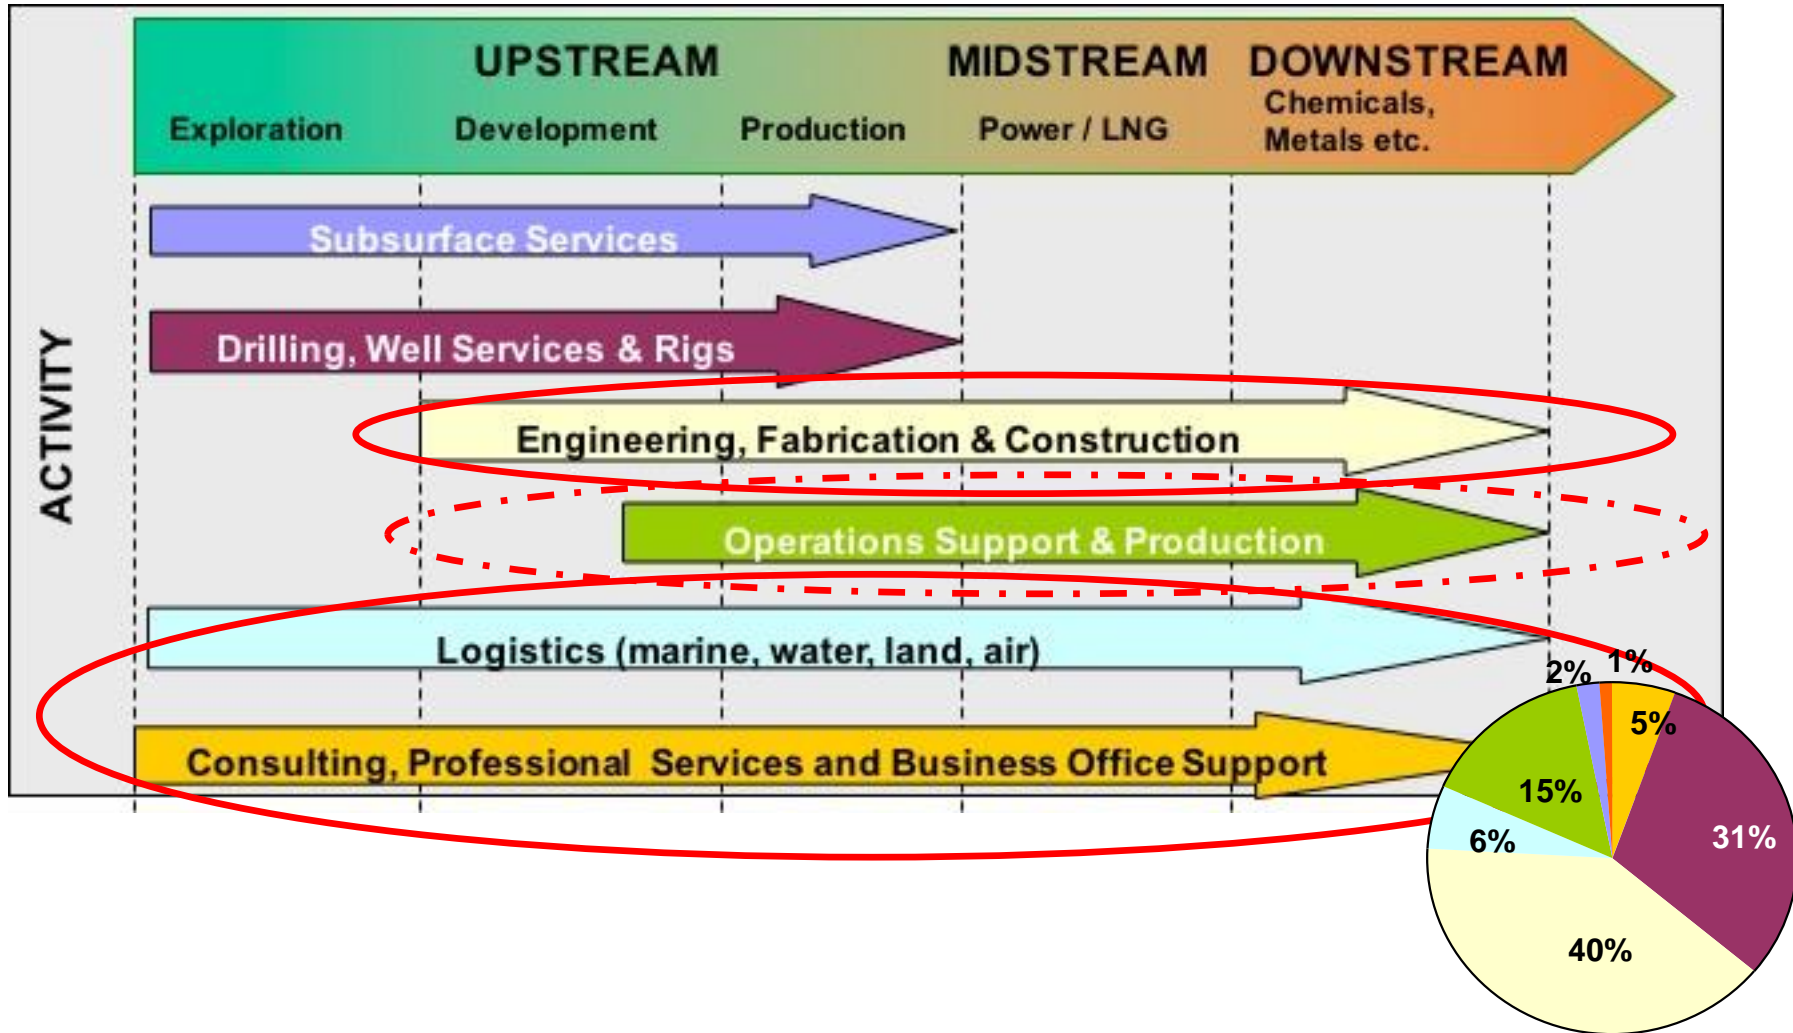 UPSTREAM MIDSTREAM DOWNSTREAM
Exploration Development Production Power / LNG Chemicals,
Metals etc.
ACTIVITY
Subsurface Services
Drilling, Well Services & Rigs
Engineering, Fabrication & Construction
Operations Support & Production
Logistics (marine, water, land, air)
Consulting, Professional Services and Business Office Support
2%
1%
5%
15%
31%
6%
40%